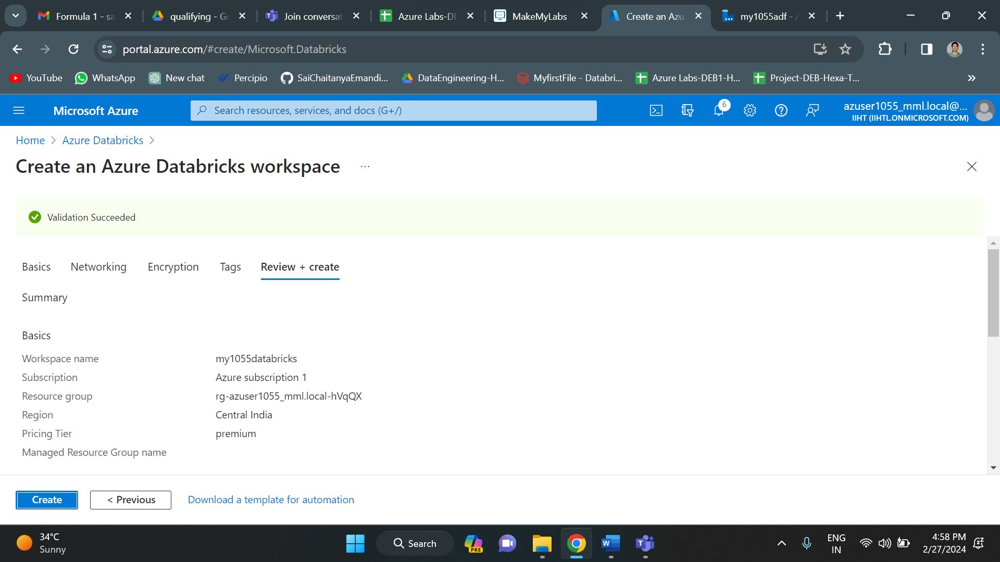 Formula 1 - sa
qualifying - Go
Join conversat
Azure Labs-DE
MakeMyLabs
Create an Azu
my1055adf - A
portal.azure.com/#create/Microsoft.Databricks
YouTube
WhatsApp
New chat
Percipio
SaiChaitanyaEmandi...
DataEngineering-H...
MyfirstFile - Databri...
Azure Labs-DEB1-H...
Project-DEB-Hexa-T...
Microsoft Azure
Search resources, services, and docs (G+/)
6
azuser1055_mml.local@...
IIHT (IIHTL.ONMICROSOFT.COM)
Home > Azure Databricks >
Create an Azure Databricks workspace ...
Validation Succeeded
Basics Networking Encryption Tags Review + create
Summary
Basics
Workspace name my1055databricks
Subscription Azure subscription 1
Resource group rg-azuser1055_mml.local-hVqQX
Region Central India
Pricing Tier premium
Managed Resource Group name
Create < Previous Download a template for automation
34°C
Sunny
Search
PRE
ENG
IN
4:58 PM
2/27/2024